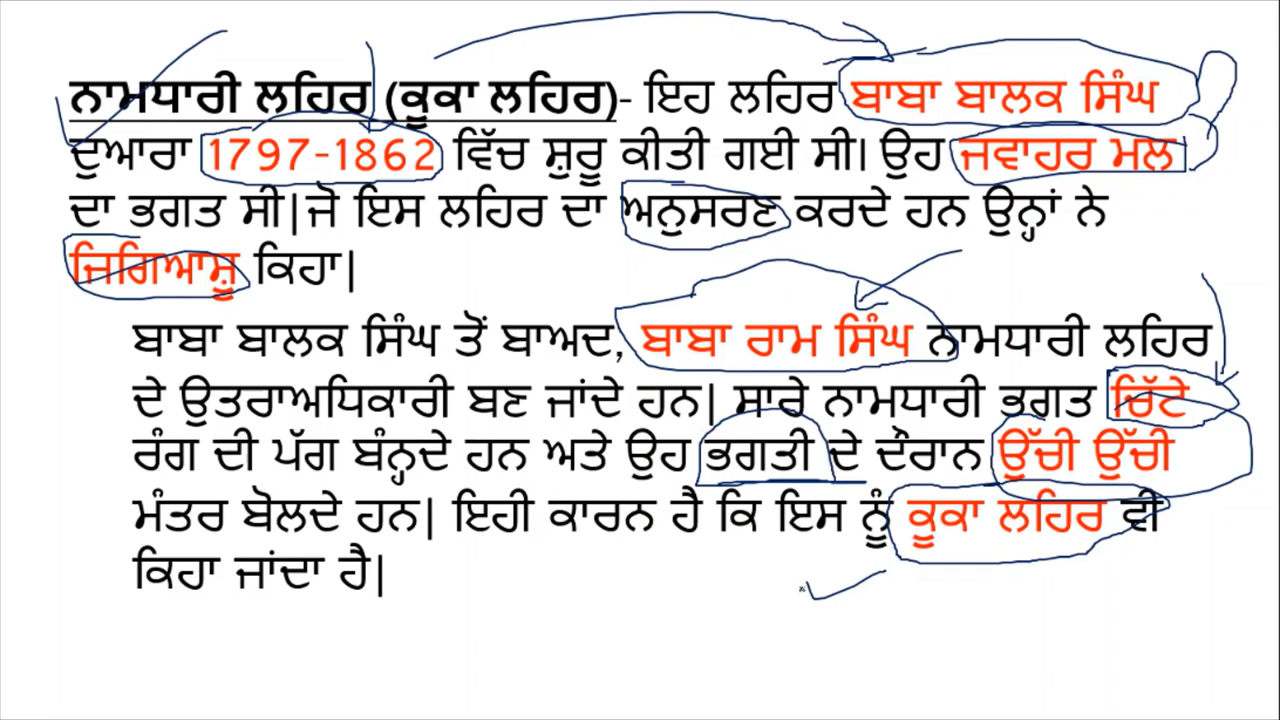 ਨਾਮਧਾਰੀ ਲਹਿਰ (ਕੂਕਾ ਲਹਿਰ)- ਇਹ ਲਹਿਰ ਬਾਬਾ ਬਾਲਕ ਸਿੰਘ
ਦੁਆਰਾ 1797-1862 ਵਿੱਚ ਸ਼ੁਰੂ ਕੀਤੀ ਗਈ ਸੀ। ਉਹ ਜਵਾਹਰ ਮਲ
ਦਾ ਭਗਤ ਸੀ|ਜੋ ਇਸ ਲਹਿਰ ਦਾ ਅਨੁਸਰਣ ਕਰਦੇ ਹਨ ਉਨ੍ਹਾਂ ਨੇ
ਜਿਗਿਆਸ਼ੂ ਕਿਹਾ|
ਬਾਬਾ ਬਾਲਕ ਸਿੰਘ ਤੋਂ ਬਾਅਦ, ਬਾਬਾ ਰਾਮ ਸਿੰਘ ਨਾਮਧਾਰੀ ਲਹਿਰ
ਦੇ ਉਤਰਾਅਧਿਕਾਰੀ ਬਣ ਜਾਂਦੇ ਹਨ| ਸਾਰੇ ਨਾਮਧਾਰੀ ਭਗਤ ਚਿੱਟੇ
ਰੰਗ ਦੀ ਪੱਗ ਬੰਨ੍ਹਦੇ ਹਨ ਅਤੇ ਉਹ ਭਗਤੀ ਦੇ ਦੌਰਾਨ ਉੱਚੀ ਉੱਚੀ
ਮੰਤਰ ਬੋਲਦੇ ਹਨ| ਇਹੀ ਕਾਰਨ ਹੈ ਕਿ ਇਸ ਨੂੰ ਕੂਕਾ ਲਹਿਰ ਵੀ
ਕਿਹਾ ਜਾਂਦਾ ਹੈ|